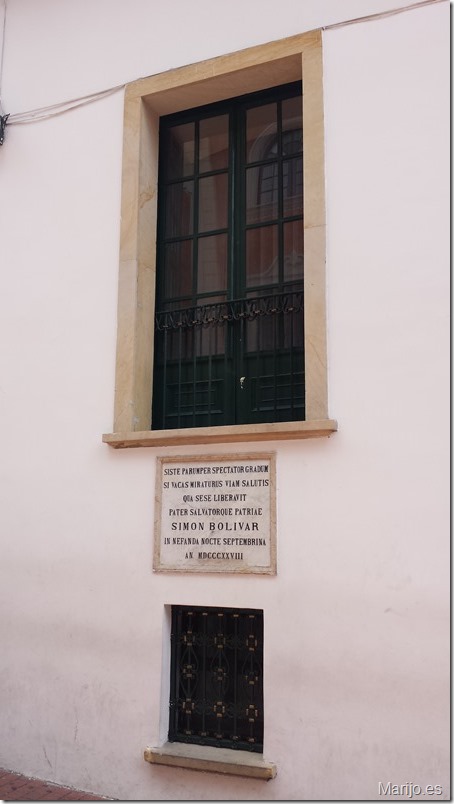 SISTE PARUMPER SPECTATOR GRADUM
SI VACAS MIRATURUS VIAM SALUTIS
QUA SESE LIBERAVIT
PATER SALVATORQUE PATRIAE
SIMON BOLIVAR
IN NEFANDA NOCTE SEPTEMBRINA
AN MDCCCXXVIII
Marijo.es